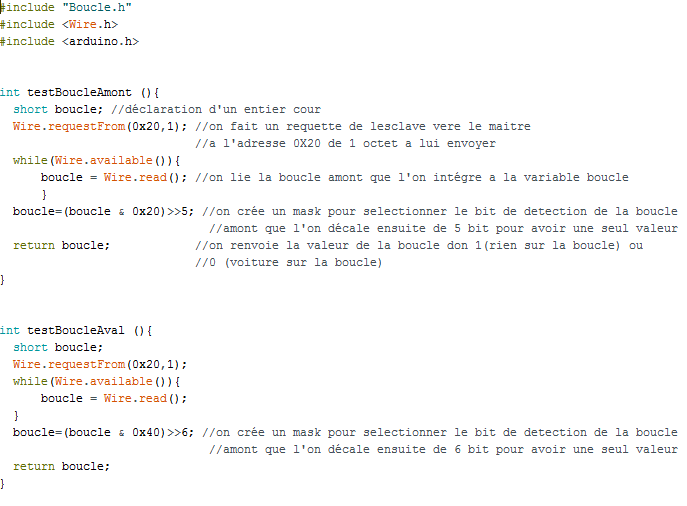 #include "Boucle.h"
#include <Wire.h>
#include <arduino.h>
int testBoucleAmont (){
short boucle; //déclaration d'un entier cour
Wire.requestFrom(0x20,1); //on fait un requette de lesclave vere le maitre
//a l'adresse 0X20 de 1 octet a lui envoyer
while(Wire.available()){
boucle = Wire.read(); //on lie la boucle amont que l'on intégre a la variable boucle
}
boucle=(boucle & 0x20)>>5; //on crée un mask pour selectionner le bit de detection de la boucle
//amont que l'on décale ensuite de 5 bit pour avoir une seul valeur
return boucle; //on renvoie la valeur de la boucle don 1(rien sur la boucle) ou
//0 (voiture sur la boucle)
}
int testBoucleAval (){
short boucle;
Wire.requestFrom(0x20,1);
while(Wire.available()){
boucle = Wire.read();
}
boucle=(boucle & 0x40)>>6; //on crée un mask pour selectionner le bit de detection de la boucle
//amont que l'on décale ensuite de 6 bit pour avoir une seul valeur
return boucle;
}